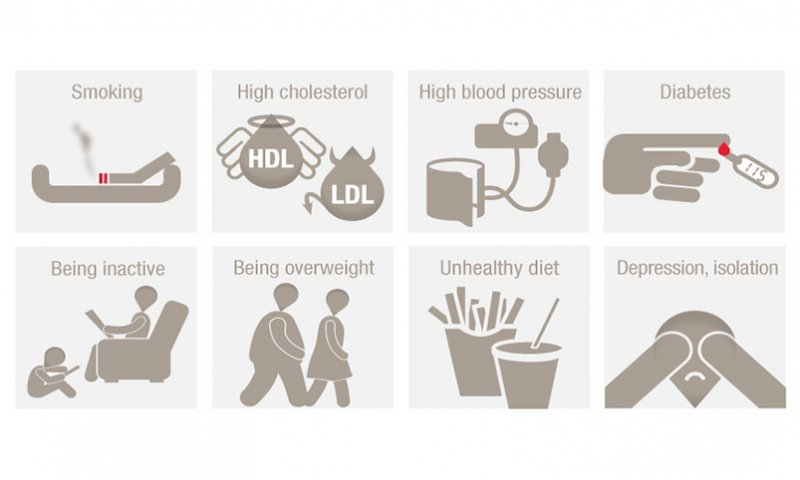 Smoking
High cholesterol
High blood pressure
Diabetes
HDL
LDL
115
Being inactive
Being overweight
Unhealthy diet
Depression, isolation